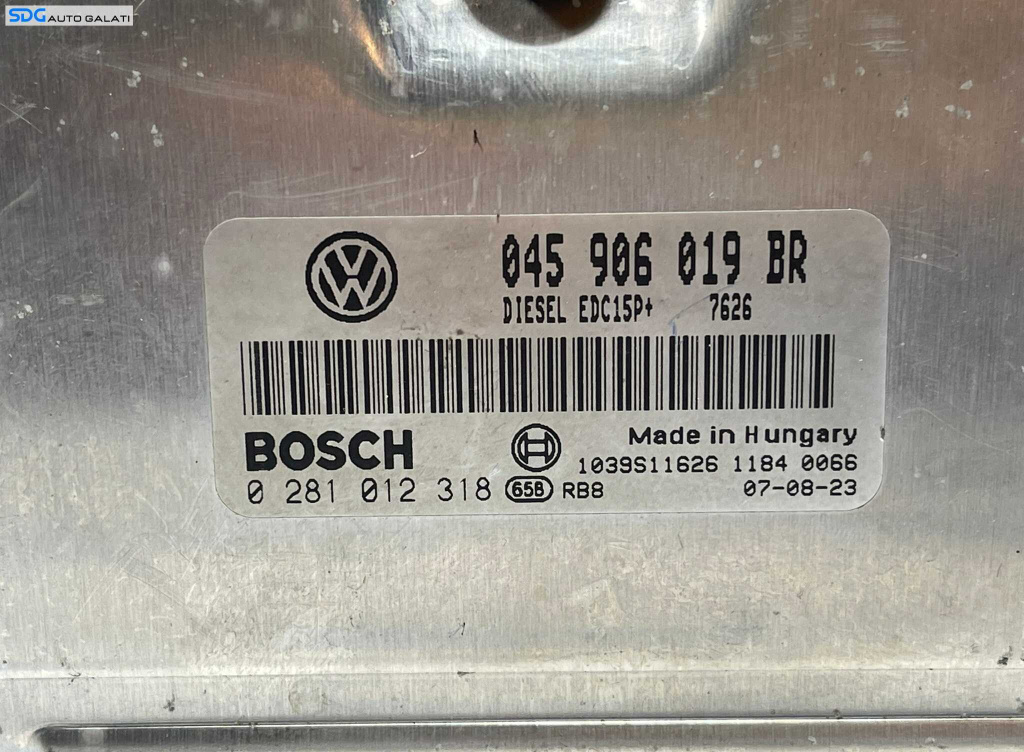 SDG AUTO GALATI
045 906 019 BR
DIESEL EDC15P+ 7626
BOSCH
Made in Hungary
1039S11626 1184 0066
0 281 012 318 65B RB8 07-08-23